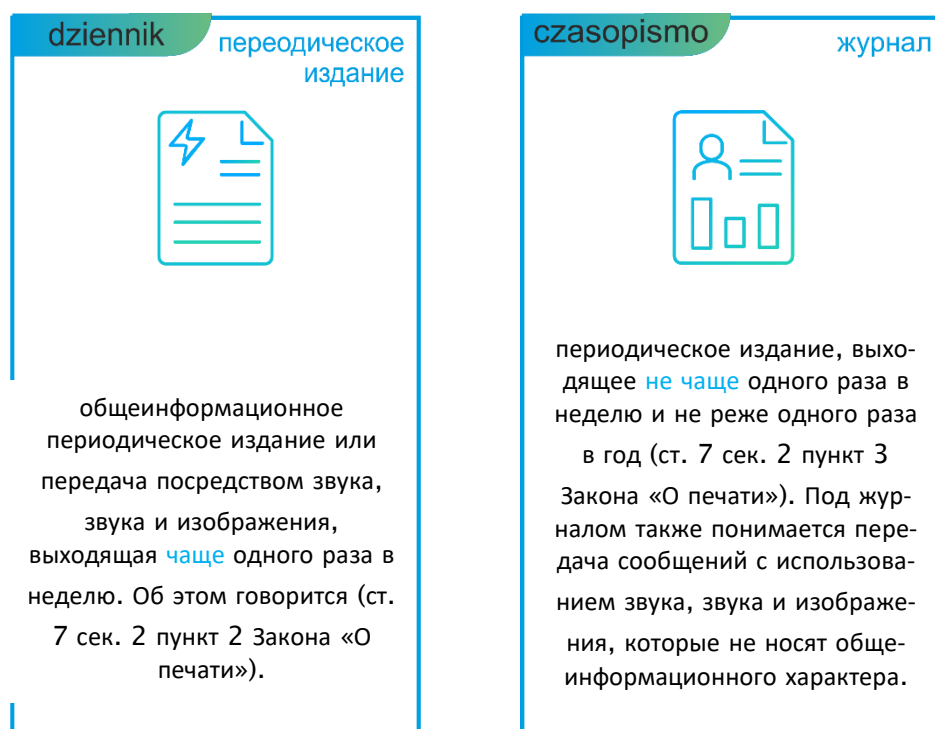 dziennik
переодическое
издание
общеинформационное
периодическое издание или
передача посредством звука,
звука и изображения,
выходящая чаще одного раза в
неделю. Об этом говорится (ст.
7 сек. 2 пункт 2 Закона «О
печати»).
czasopismo
журнал
периодическое издание, выхо-
дящее не чаще одного раза в
неделю и не реже одного раза
в год (ст. 7 сек. 2 пункт 3
Закона «О печати»). Под жур-
налом также понимается пере-
дача сообщений с использова-
нием звука, звука и изображе-
ния, которые не носят обще-
информационного характера.